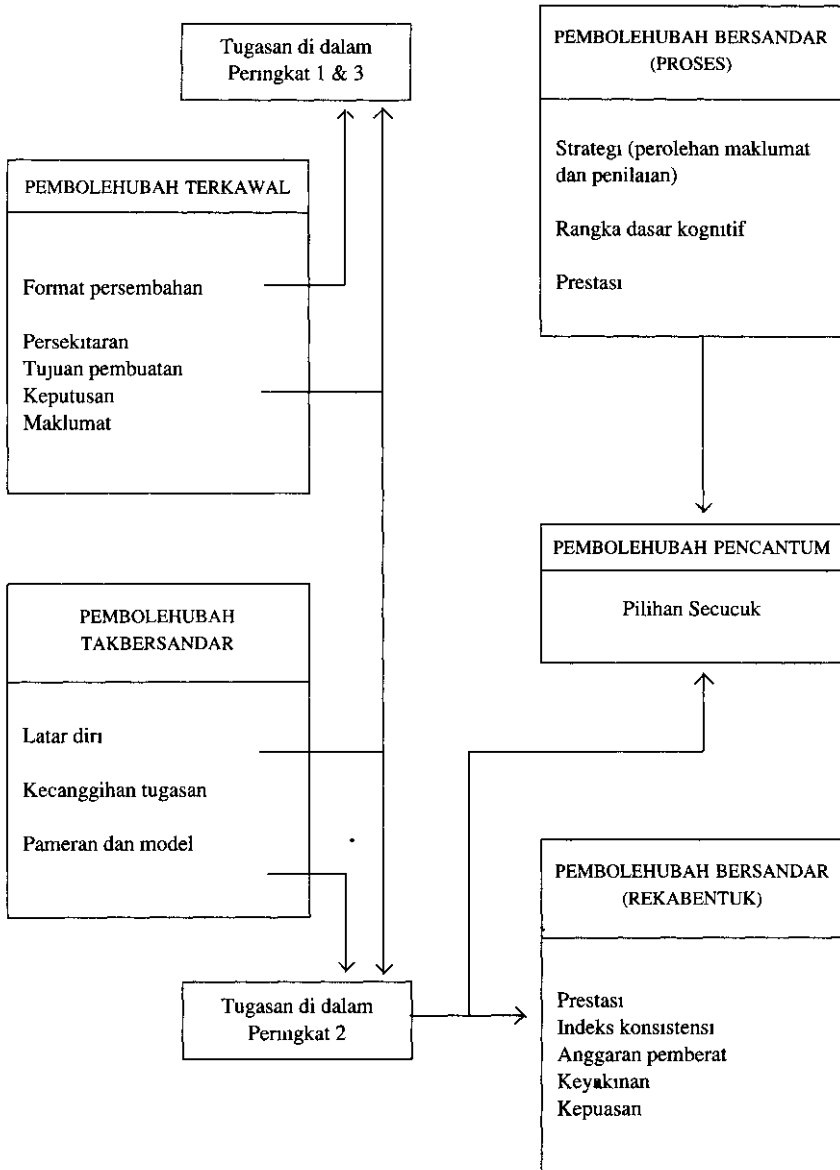 Tugasan di dalam
Peringkat 1 & 3
PEMBOLEHUBAH TERKAWAL
Format persembahan
Persekitaran
Tujuan pembuatan
Keputusan
Maklumat
PEMBOLEHUBAH
TAKBERSANDAR
Latar diri
Kecanggihan tugasan
Pameran dan model
Tugasan di dalam
Peringkat 2
PEMBOLEHUBAH BERSANDAR
(PROSES)
Strategi (perolehan maklumat
dan penilaian)
Rangka dasar kognitif
Prestasi
PEMBOLEHUBAH PENCANTUM
Pilihan Secucuk
PEMBOLEHUBAH BERSANDAR
(REKABENTUK)
Prestasi
Indeks konsistensi
Anggaran pemberat
Keyakinan
Kepuasan